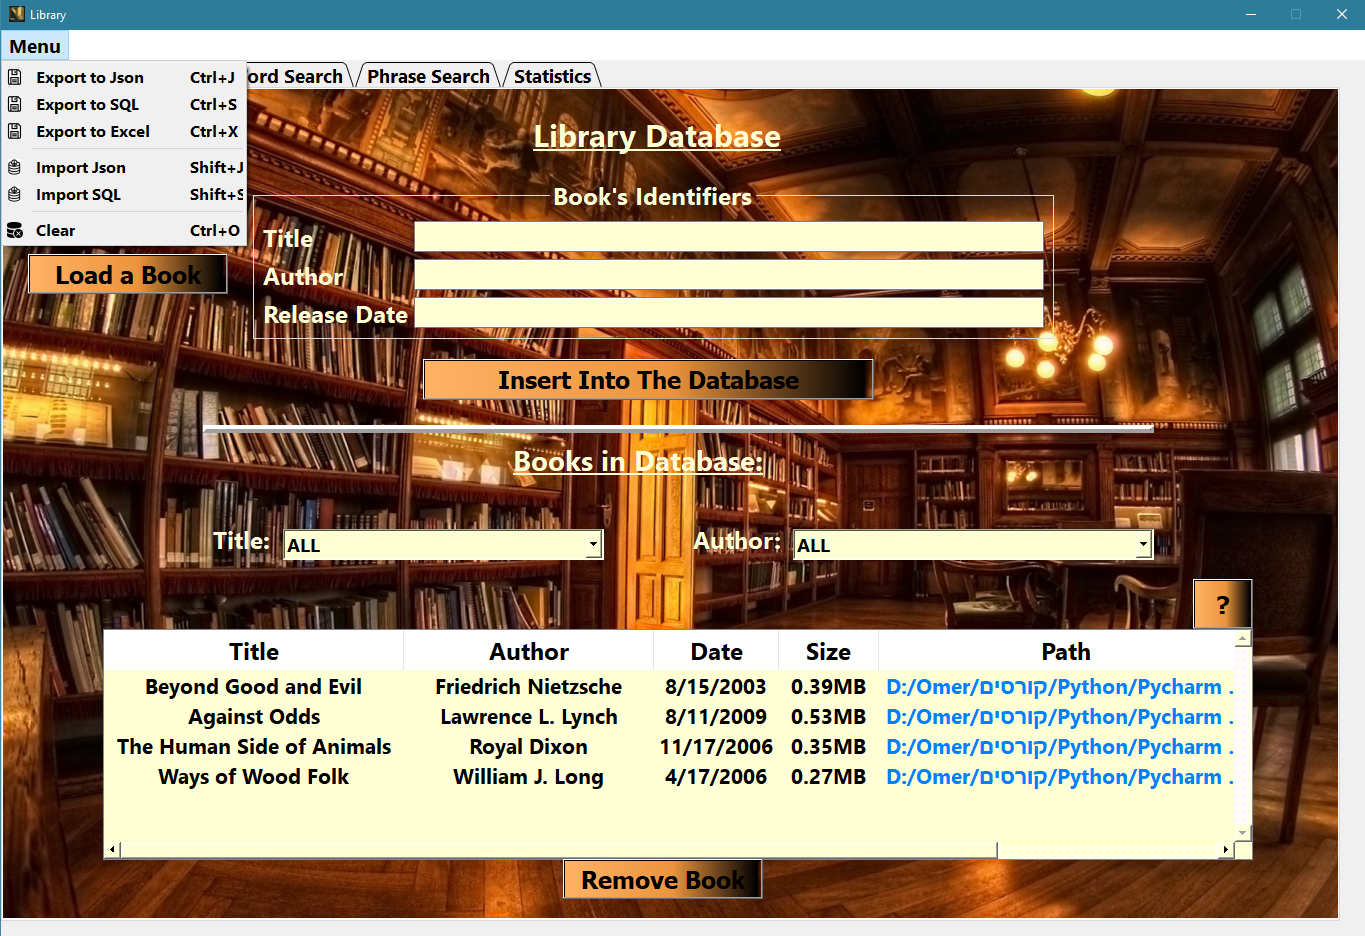 Library
Menu
Export to Json Ctrl+J
Export to SQL Ctrl+S
Export to Excel Ctrl+X
Import Json Shift+J
Import SQL Shift+S
Clear Ctrl+O
ord Search Phrase Search Statistics
Library Database
Book's Identifiers
Title
Author
Release Date
Load a Book
Insert Into The Database
Books in Database:
Title: ALL Author: ALL
?
Title Author Date Size Path
Beyond Good and Evil Friedrich Nietzsche 8/15/2003 0.39MB D:/Omer/קורסים/Python/Pycharm .
Against Odds Lawrence L. Lynch 8/11/2009 0.53MB D:/Omer/קורסים/Python/Pycharm .
The Human Side of Animals Royal Dixon 11/17/2006 0.35MB D:/Omer/קורסים/Python/Pycharm .
Ways of Wood Folk William J. Long 4/17/2006 0.27MB D:/Omer/קורסים/Python/Pycharm .
Remove Book